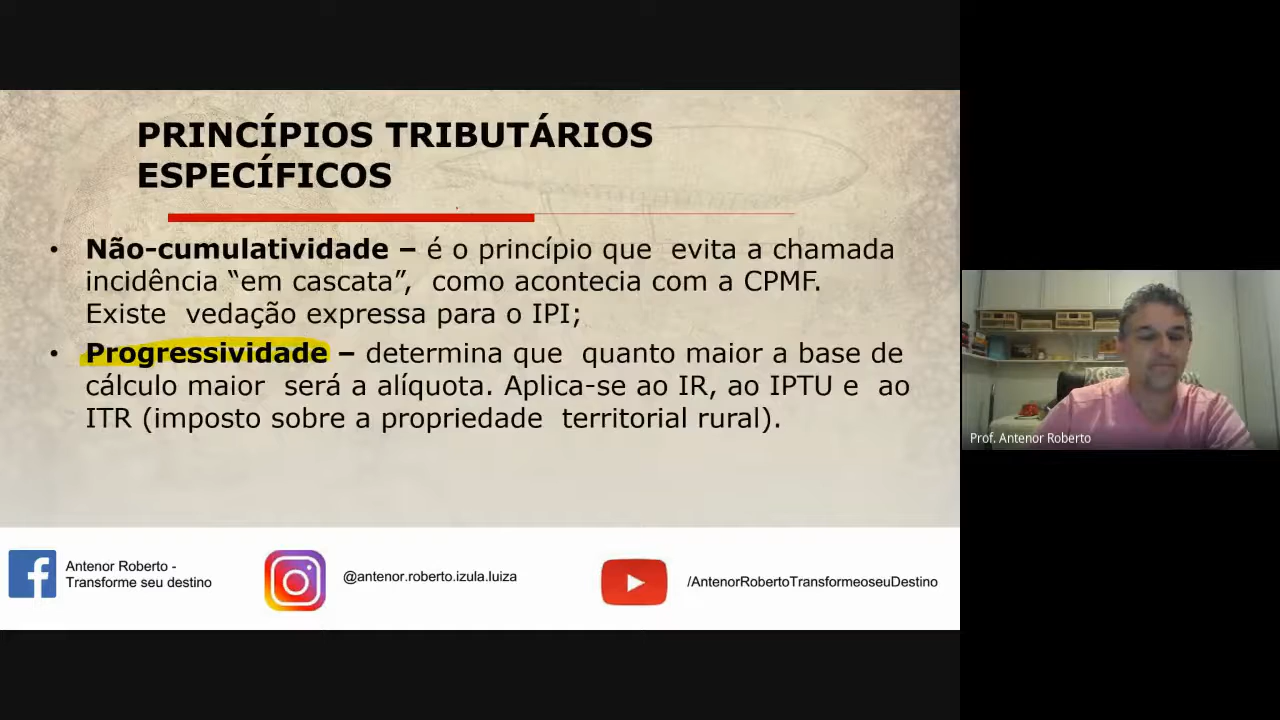 PRINCÍPIOS TRIBUTÁRIOS
ESPECÍFICOS
• Não-cumulatividade – é o princípio que evita a chamada
incidência “em cascata”, como acontecia com a CPMF.
Existe vedação expressa para o IPI;
• Progressividade – determina que quanto maior a base de
cálculo maior será a alíquota. Aplica-se ao IR, ao IPTU e ao
ITR (imposto sobre a propriedade territorial rural).
Antenor Roberto -
Transforme seu destino
@antenor.roberto.izula.luiza
/AntenorRobertoTransformeoseuDestino
Prof. Antenor Roberto